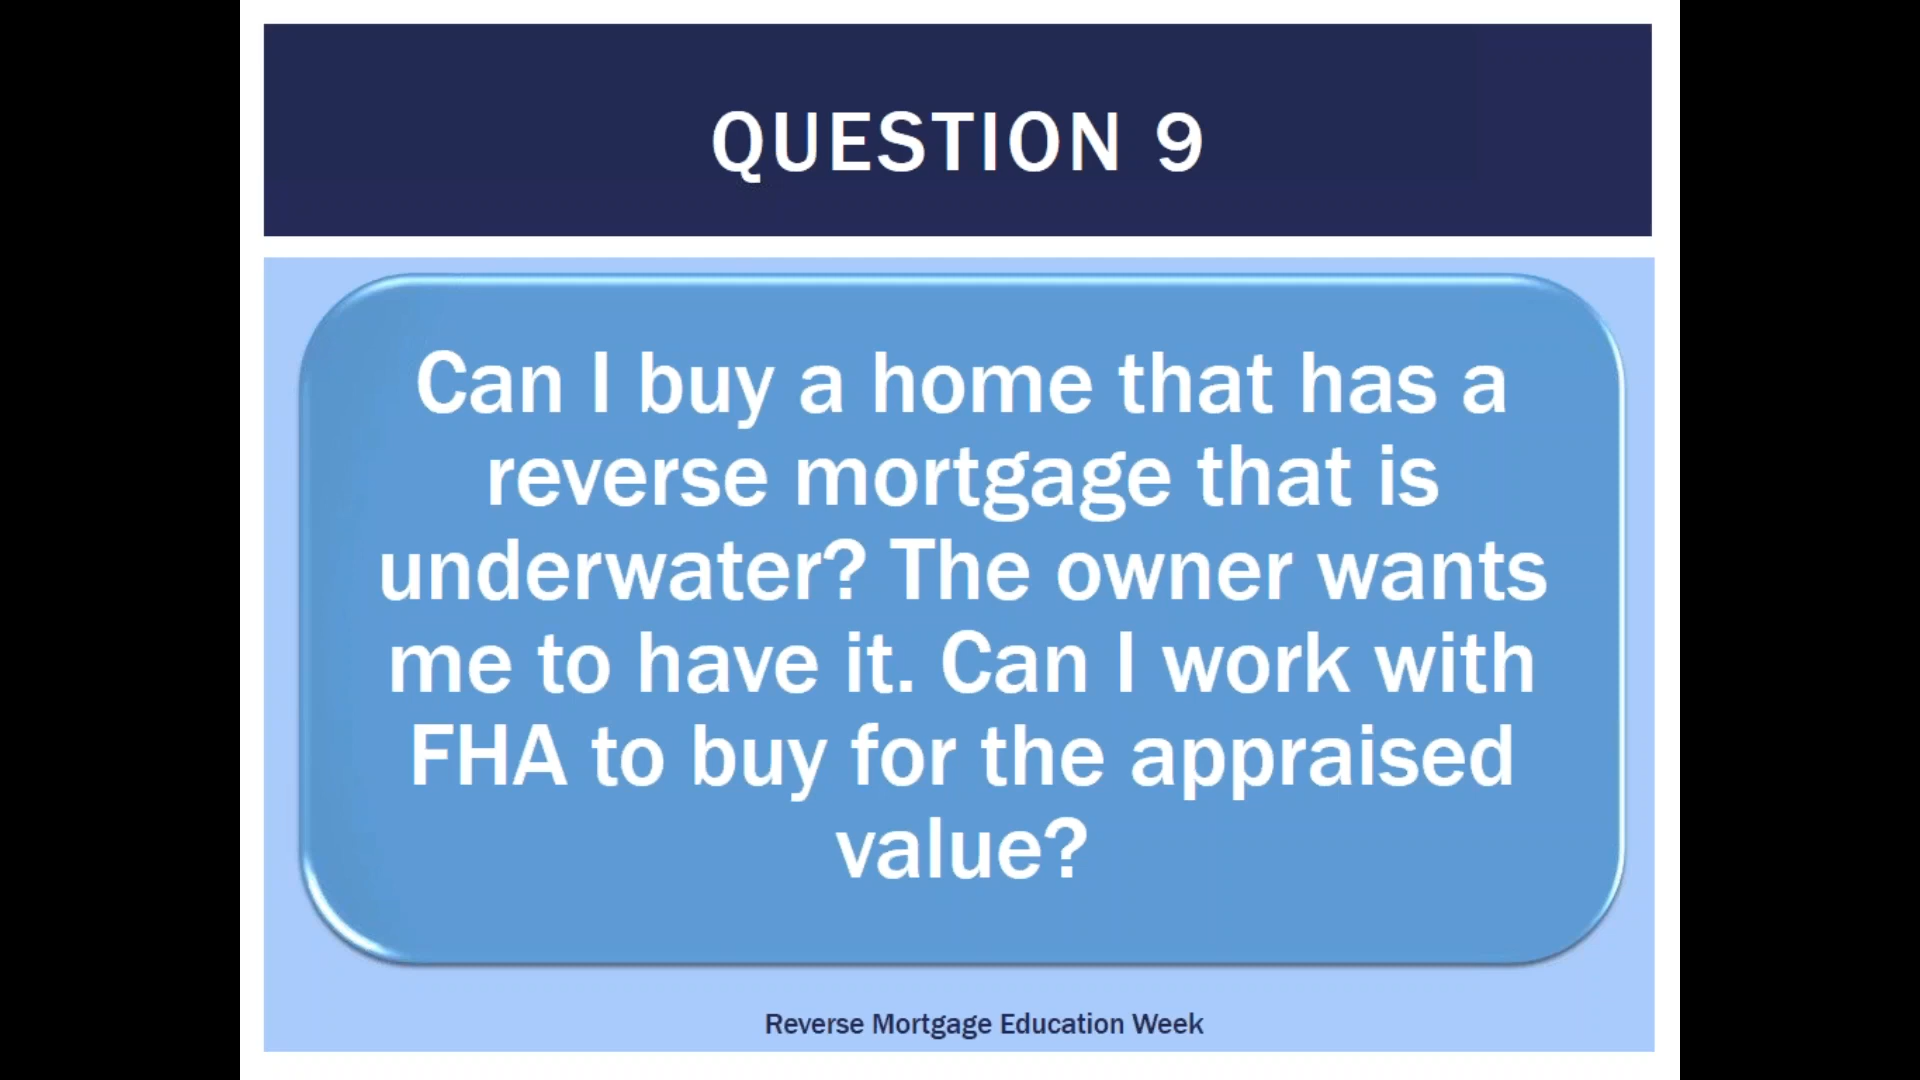 QUESTION 9
Can I buy a home that has a
reverse mortgage that is
underwater? The owner wants
me to have it. Can I work with
FHA to buy for the appraised
value?
Reverse Mortgage Education Week